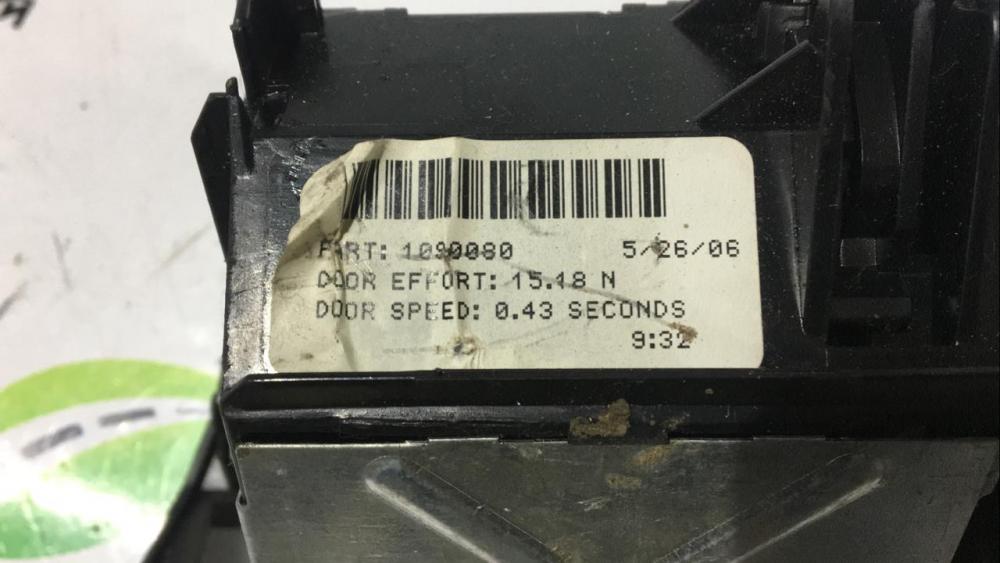 PART: 1090080 5/26/06
DOOR EFFORT: 15.18 N
DOOR SPEED: 0.43 SECONDS
9:32